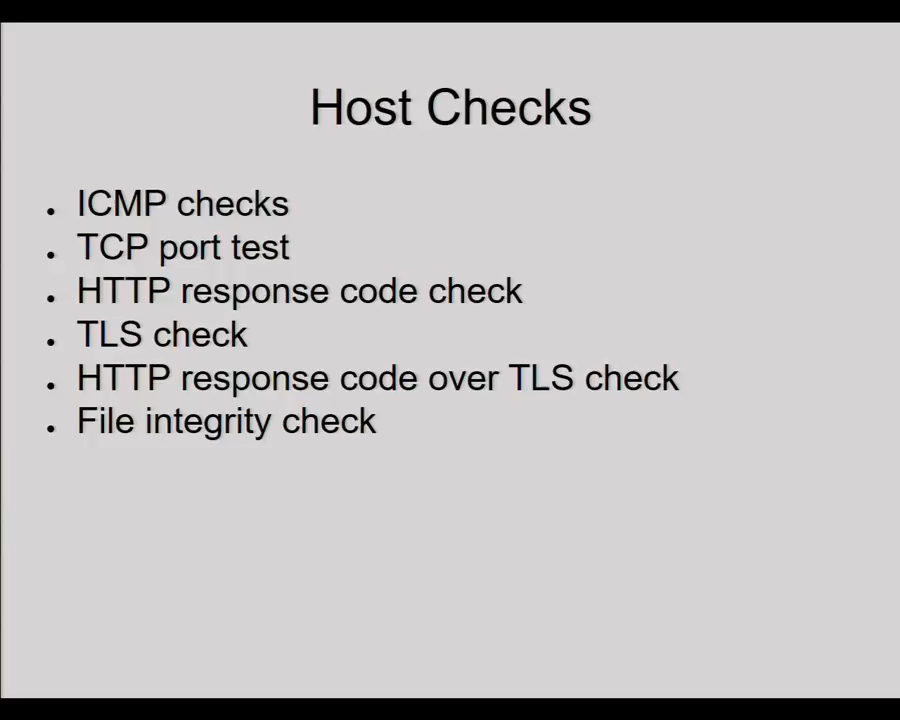 Host Checks
ICMP checks
TCP port test
HTTP response code check
TLS check
HTTP response code over TLS check
File integrity check